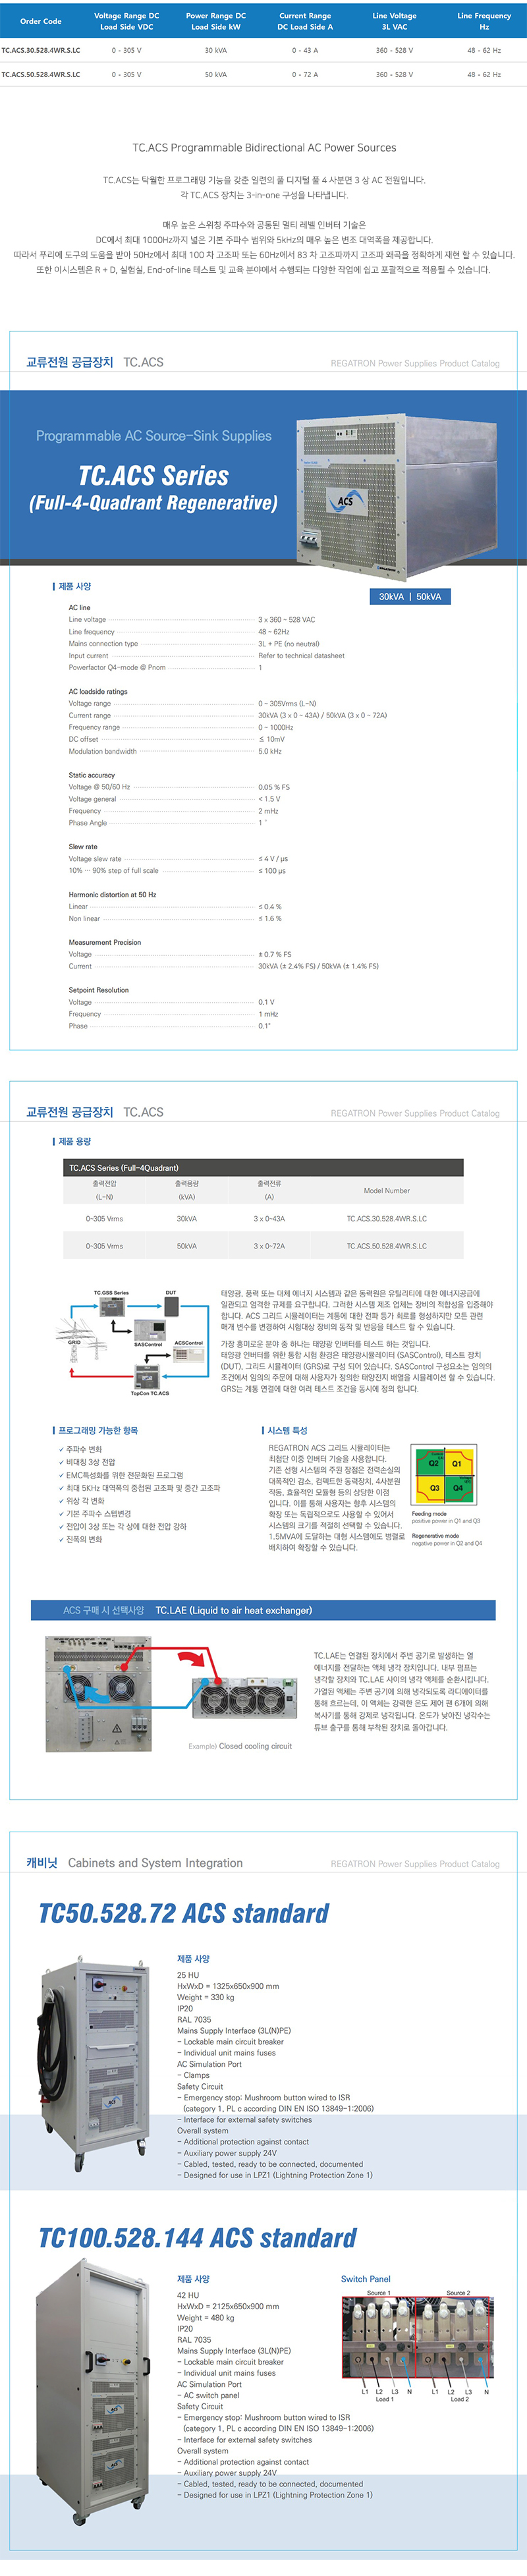 Order Code Voltage Range DC Load Side VDC Power Range DC Load Side kW Current Range DC Load Side A Line Voltage 3L VAC Line Frequency Hz
TC.ACS.30.528.4WR.S.LC 0 - 305 V 30 kVA 0 - 43 A 360 - 528 V 48 - 62 Hz
TC.ACS.50.528.4WR.S.LC 0 - 305 V 50 kVA 0 - 72 A 360 - 528 V 48 - 62 Hz
TC.ACS Programmable Bidirectional AC Power Sources
TC.ACS는 탁월한 프로그래밍 기능을 갖춘 일련의 풀 디지털 풀 4 사분면 3 상 AC 전원입니다.
각 TC.ACS 장치는 3-in-one 구성을 나타냅니다.
매우 높은 스위칭 주파수와 공통된 멀티 레벨 인버터 기술은
DC에서 최대 1000Hz까지 넓은 기본 주파수 범위와 5kHz의 매우 높은 변조 대역폭을 제공합니다.
따라서 푸리에 도구의 도움을 받아 50Hz에서 최대 100 차 고조파 또는 60Hz에서 83 차 고조파까지 고조파 왜곡을 정확하게 재현 할 수 있습니다.
또한 이시스템은 R + D, 실험실, End-of-line 테스트 및 교육 분야에서 수행되는 다양한 작업에 쉽고 포괄적으로 적용될 수 있습니다.
교류전원 공급장치 TC.ACS
REGATRON Power Supplies Product Catalog
Programmable AC Source-Sink Supplies
TC.ACS Series
(Full-4-Quadrant Regenerative)
ACS
30kVA | 50kVA
제품 사양
AC line
Line voltage 3 x 360 ~ 528 VAC
Line frequency 48 ~ 62Hz
Mains connection type 3L + PE (no neutral)
Input current Refer to technical datasheet
Powerfactor Q4-mode @ Pnom 1
AC loadside ratings
Voltage range 0 ~ 305Vrms (L-N)
Current range 30kVA (3 x 0 ~ 43A) / 50kVA (3 x 0 ~ 72A)
Frequency range 0 ~ 1000Hz
DC offset ≤ 10mV
Modulation bandwidth 5.0 kHz
Static accuracy
Voltage @ 50/60 Hz 0.05 % FS
Voltage general < 1.5 V
Frequency 2 mHz
Phase Angle 1 °
Slew rate
Voltage slew rate ≤ 4 V / μs
10% ··· 90% step of full scale ≤ 100 μs
Harmonic distortion at 50 Hz
Linear ≤ 0.4 %
Non linear ≤ 1.6 %
Measurement Precision
Voltage ± 0.7 % FS
Current 30kVA (± 2.4% FS) / 50kVA (± 1.4% FS)
Setpoint Resolution
Voltage 0.1 V
Frequency 1 mHz
Phase 0.1°
교류전원 공급장치 TC.ACS
REGATRON Power Supplies Product Catalog
제품 용량
TC.ACS Series (Full-4Quadrant)
출력전압 (L-N) 출력용량 (kVA) 출력전류 (A) Model Number
0-305 Vrms 30kVA 3 x 0-43A TC.ACS.30.528.4WR.S.LC
0-305 Vrms 50kVA 3 x 0-72A TC.ACS.50.528.4WR.S.LC
TC.GSS Series DUT
GRID
SASControl
ACSControl
TopCon TC.ACS
태양광, 풍력 또는 대체 에너지 시스템과 같은 동력원은 유틸리티에 대한 에너지공급에
일관되고 엄격한 규제를 요구합니다. 그러한 시스템 제조 업체는 장비의 적합성을 입증해야
합니다. ACS 그리드 시뮬레이터는 계통에 대한 전파 등가 회로를 형성하지만 모든 관련
매개 변수를 변경하여 시험대상 장비의 동작 및 반응을 테스트 할 수 있습니다.
가장 흥미로운 분야 중 하나는 태양광 인버터를 테스트 하는 것입니다.
태양광 인버터를 위한 통합 시험 환경은 태양광시뮬레이터 (SASControl), 테스트 장치
(DUT), 그리드 시뮬레이터 (GRS)로 구성 되어 있습니다. SASControl 구성요소는 임의의
조건에서 임의의 주문에 대해 사용자가 정의한 태양전지 배열을 시뮬레이션 할 수 있습니다.
GRS는 계통 연결에 대한 여러 테스트 조건을 동시에 정의 합니다.
프로그래밍 가능한 항목
✓ 주파수 변화
✓ 비대칭 3상 전압
✓ EMC특성화를 위한 전문화된 프로그램
✓ 최대 5KHz 대역폭의 중첩된 고조파 및 중간 고조파
✓ 위상 각 변화
✓ 기본 주파수 스텝변경
✓ 전압이 3상 또는 각 상에 대한 전압 강하
✓ 진폭의 변화
시스템 특성
REGATRON ACS 그리드 시뮬레이터는
최첨단 이중 인버터 기술을 사용합니다.
기존 선형 시스템의 주된 장점은 전력손실의
대폭적인 감소, 컴팩트한 동력장치, 4사분원
작동, 효율적인 모듈형 등의 상당한 이점
입니다. 이를 통해 사용자는 향후 시스템의
확장 또는 독립적으로도 사용할 수 있어서
시스템의 크기를 적절히 선택할 수 있습니다.
1.5MVA에 도달하는 대형 시스템에도 병렬로
배치하여 확장할 수 있습니다.
Q2 Q1
Q3 Q4
Feeding mode
positive power in Q1 and Q3
Regenerative mode
negative power in Q2 and Q4
ACS 구매 시 선택사양 TC.LAE (Liquid to air heat exchanger)
TC.LAE는 연결된 장치에서 주변 공기로 발생하는 열
에너지를 전달하는 액체 냉각 장치입니다. 내부 펌프는
냉각할 장치와 TC.LAE 사이의 냉각 액체를 순환시킵니다.
가열된 액체는 주변 공기에 의해 냉각되도록 라디에이터를
통해 흐르는데, 이 액체는 강력한 온도 제어 팬 6개에 의해
복사기를 통해 강제로 냉각됩니다. 온도가 낮아진 냉각수는
튜브 출구를 통해 부착된 장치로 돌아갑니다.
Example) Closed cooling circuit
캐비닛 Cabinets and System Integration
REGATRON Power Supplies Product Catalog
TC50.528.72 ACS standard
제품 사양
25 HU
HxWxD = 1325x650x900 mm
Weight = 330 kg
IP20
RAL 7035
Mains Supply Interface (3L(N)PE)
- Lockable main circuit breaker
- Individual unit mains fuses
AC Simulation Port
- Clamps
Safety Circuit
- Emergency stop: Mushroom button wired to ISR
(category 1, PL c according DIN EN ISO 13849-1:2006)
- Interface for external safety switches
Overall system
- Additional protection against contact
- Auxiliary power supply 24V
- Cabled, tested, ready to be connected, documented
- Designed for use in LPZ1 (Lightning Protection Zone 1)
ACS
TC100.528.144 ACS standard
제품 사양
42 HU
HxWxD = 2125x650x900 mm
Weight = 480 kg
IP20
RAL 7035
Mains Supply Interface (3L(N)PE)
- Lockable main circuit breaker
- Individual unit mains fuses
AC Simulation Port
- AC switch panel
Safety Circuit
- Emergency stop: Mushroom button wired to ISR
(category 1, PL c according DIN EN ISO 13849-1:2006)
- Interface for external safety switches
Overall system
- Additional protection against contact
- Auxiliary power supply 24V
- Cabled, tested, ready to be connected, documented
- Designed for use in LPZ1 (Lightning Protection Zone 1)
ACS
ACS
Switch Panel
Source 1 Source 2
L1 L2 L3 N L1 L2 L3 N
Load 1 Load 2